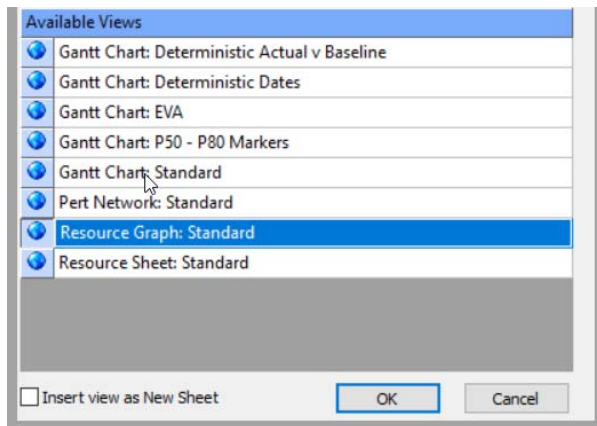 Available Views
Gantt Chart: Deterministic Actual v Baseline
Gantt Chart: Deterministic Dates
Gantt Chart: EVA
Gantt Chart: P50 - P80 Markers
Gantt Chart: Standard
Pert Network: Standard
Resource Graph: Standard
Resource Sheet: Standard
Insert view as New Sheet
OK
Cancel